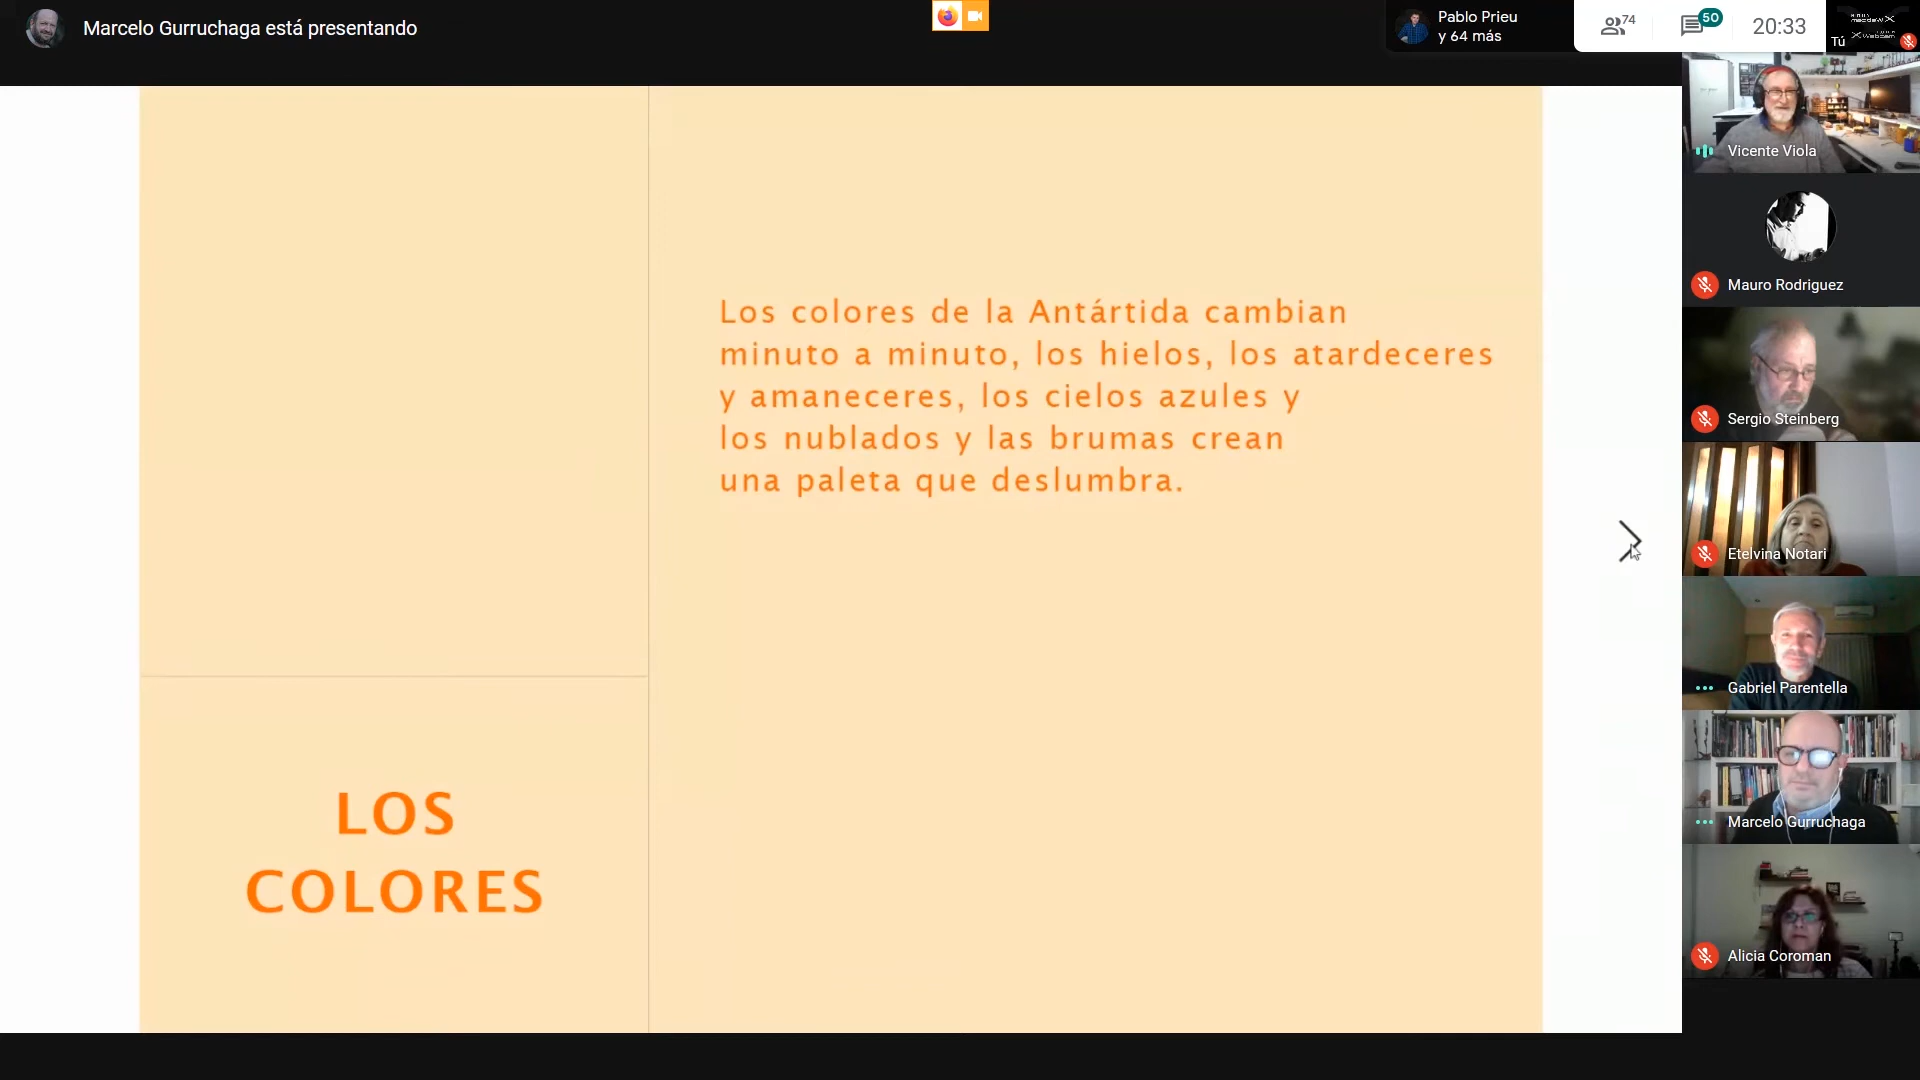 Marcelo Gurruchaga está presentando
Pablo Prieu
y 64 más
74
50
20:33
Tú
Los colores de la Antártida cambian
minuto a minuto, los hielos, los atardeceres
y amaneceres, los cielos azules y
los nublados y las brumas crean
una paleta que deslumbra.
LOS
COLORES
Vicente Viola
Mauro Rodriguez
Sergio Steinberg
Etelvina Notari
Gabriel Parentella
Marcelo Gurruchaga
Alicia Coroman